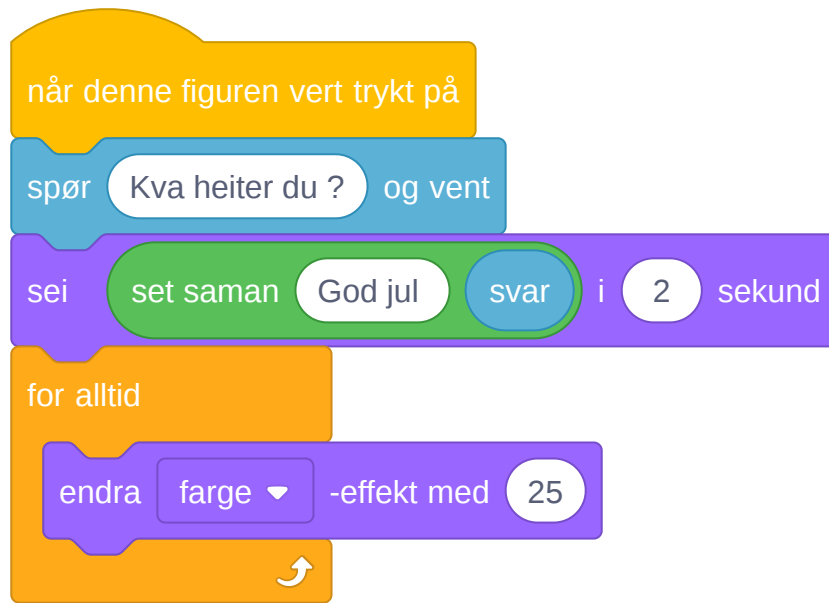 når denne figuren vert trykt på
spør Kva heiter du ? og vent
sei set saman God jul svar i 2 sekund
for alltid
endra farge -effekt med 25